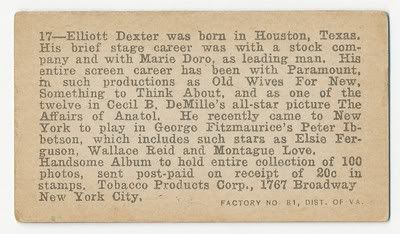 17—Elliott Dexter was born in Houston, Texas.
His brief stage career was with a stock com-
pany and with Marie Doro, as leading man. His
entire screen career has been with Paramount,
in such productions as Old Wives For New,
Something to Think About, and as one of the
twelve in Cecil B. DeMille's all-star picture The
Affairs of Anatol. He recently came to New
York to play in George Fitzmaurice's Peter Ib-
betson, which includes such stars as Elsie Fer-
guson, Wallace Reid and Montague Love.
Handsome Album to hold entire collection of 100
photos, sent post-paid on receipt of 20c in
stamps. Tobacco Products Corp., 1767 Broadway
New York City.
FACTORY NO. 81, DIST. OF VA.